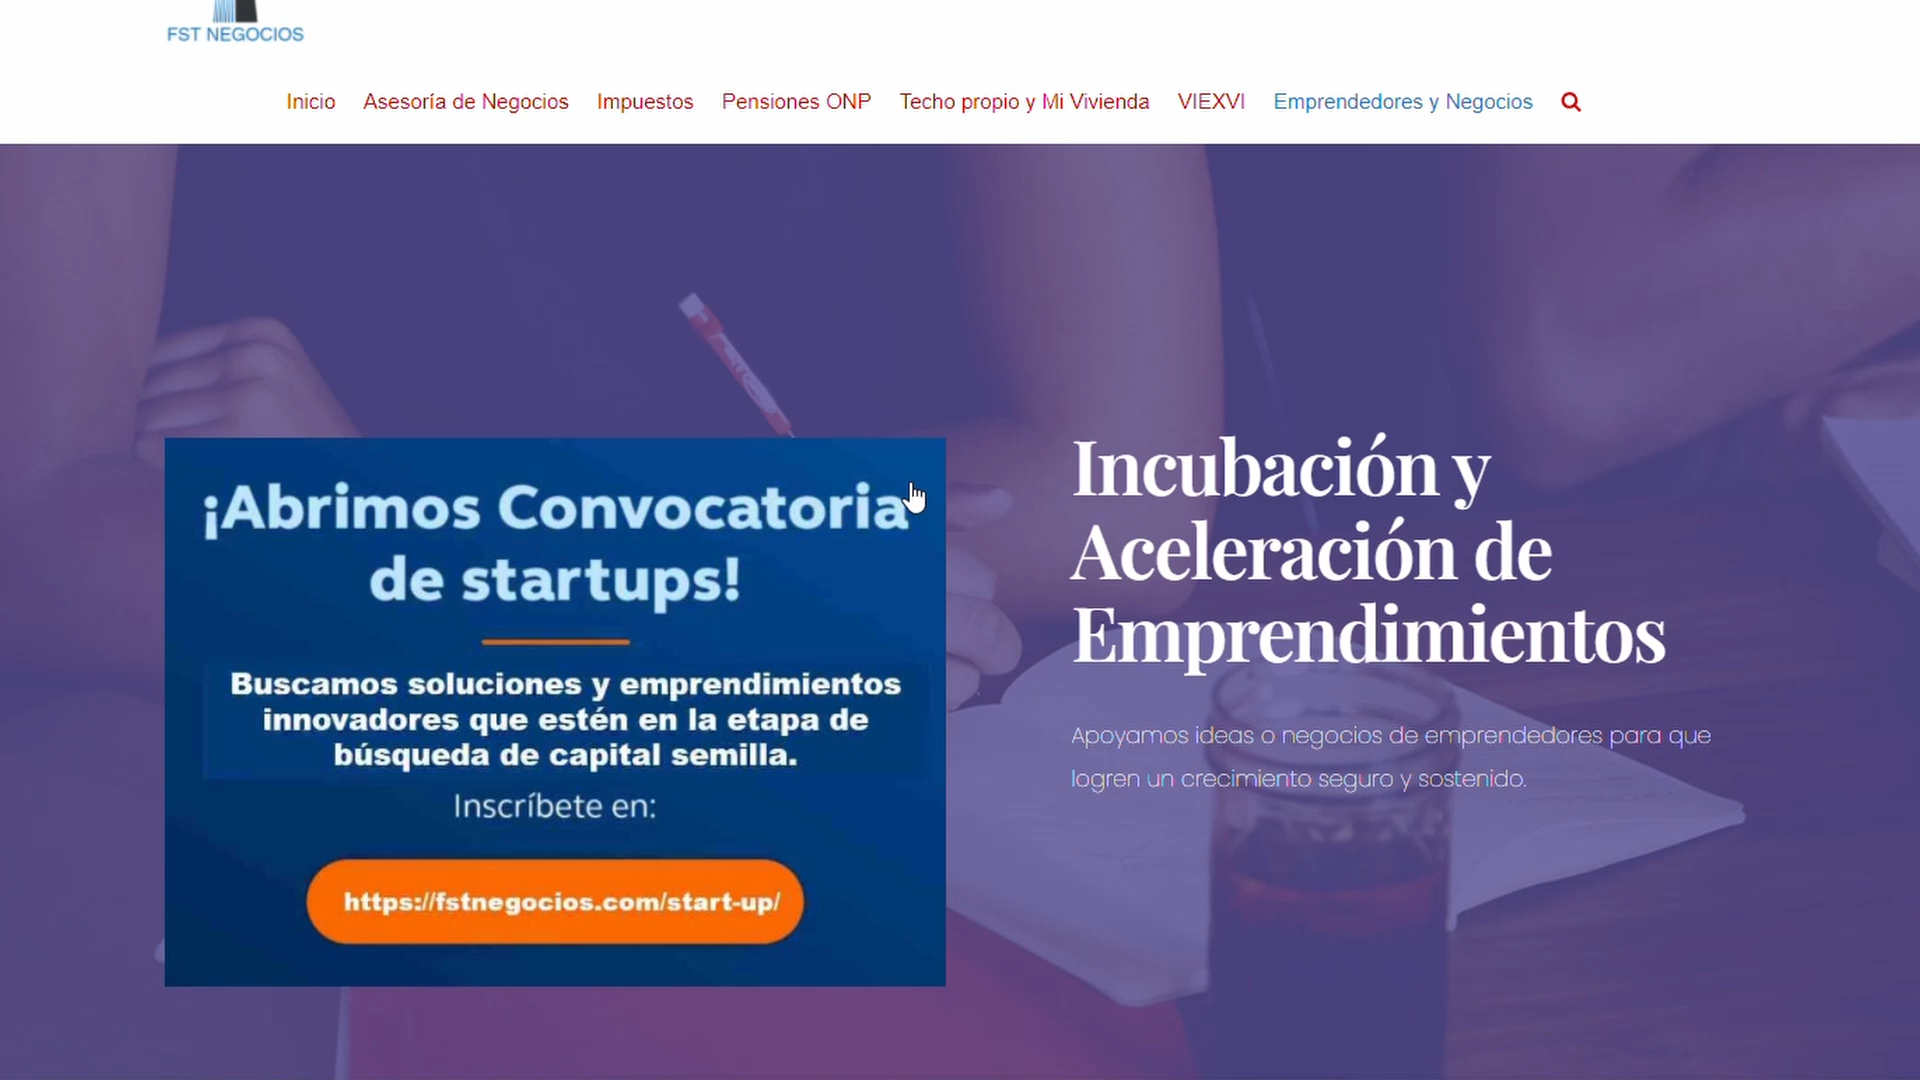 FST NEGOCIOS
Inicio Asesoría de Negocios Impuestos Pensiones ONP Techo propio y Mi Vivienda VIEXVI Emprendedores y Negocios
¡Abrimos Convocatoria
de startups!
Buscamos soluciones y emprendimientos
innovadores que estén en la etapa de
búsqueda de capital semilla.
Inscríbete en:
https://fstnegocios.com/start-up/
Incubación y
Aceleración de
Emprendimientos
Apoyamos ideas o negocios de emprendedores para que
logren un crecimiento seguro y sostenido.